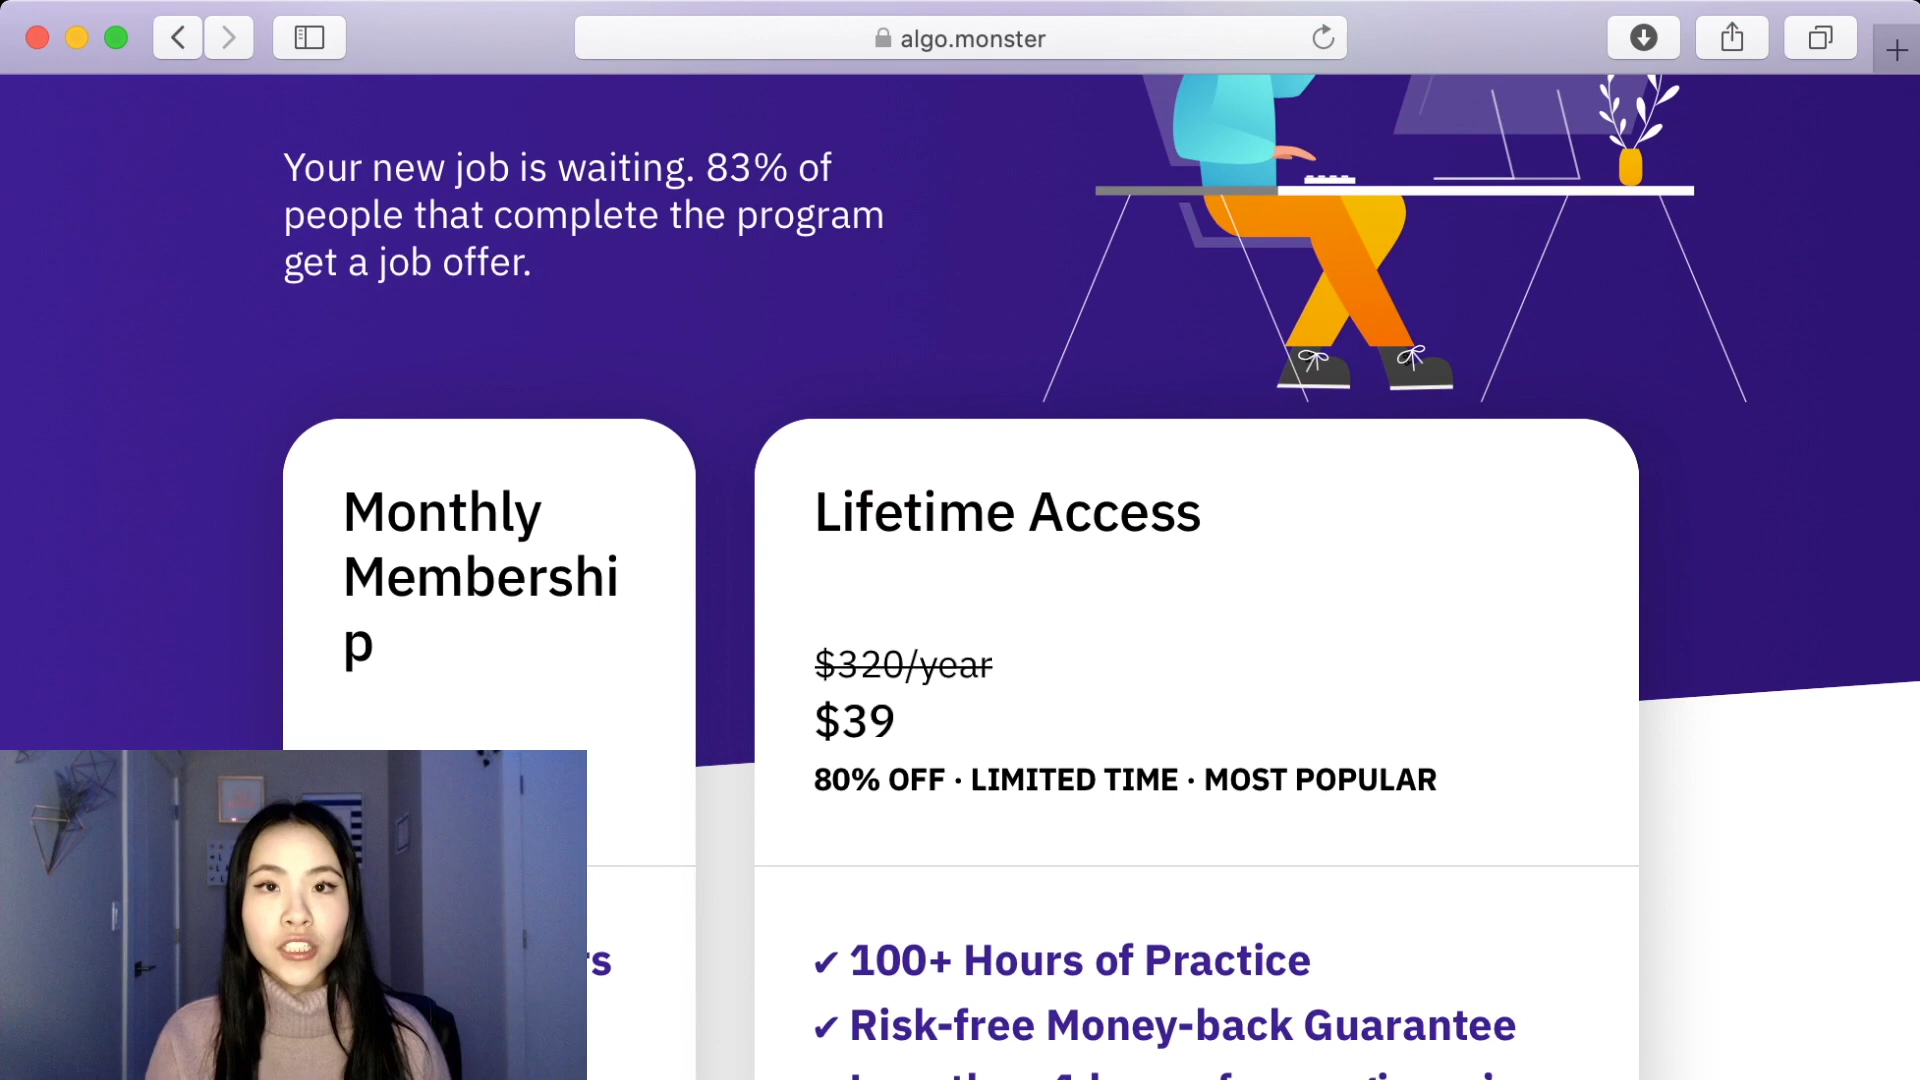 algo.monster
Your new job is waiting. 83% of
people that complete the program
get a job offer.
Monthly
Membershi
p
Lifetime Access
$320/year
$39
80% OFF · LIMITED TIME · MOST POPULAR
✔ 100+ Hours of Practice
✔ Risk-free Money-back Guarantee